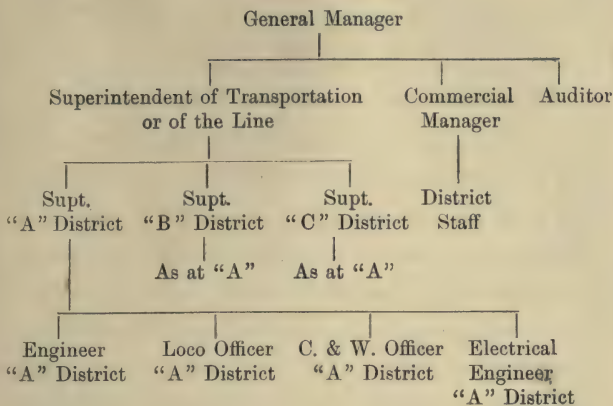 General Manager
Superintendent of Transportation
or of the Line
Commercial
Manager
Auditor
Supt.
“A” District
Supt.
“B” District
Supt.
“C” District
District
Staff
As at “A”
As at “A”
Engineer
“A” District
Loco Officer
“A” District
C. & W. Officer
“A” District
Electrical
Engineer
“A” District